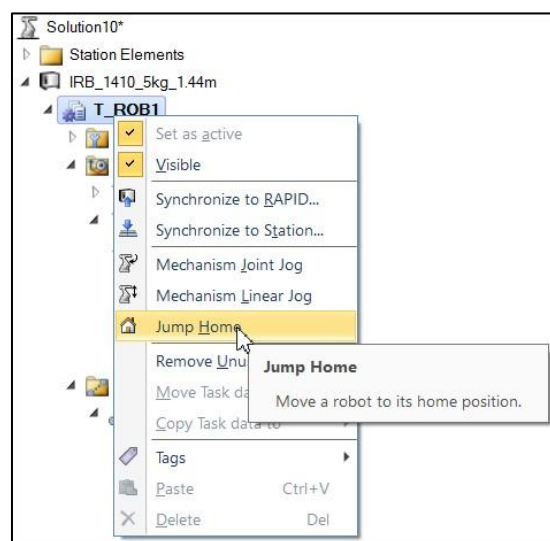 Solution10*
Station Elements
IRB_1410_5kg_1.44m
T_ROB1
Set as active
Visible
Synchronize to RAPID...
Synchronize to Station...
Mechanism Joint Jog
Mechanism Linear Jog
Jump Home
Remove Unu
Jump Home
Move a robot to its home position.
Move Task da
Copy Task data to
Tags
Paste Ctrl+V
Delete Del